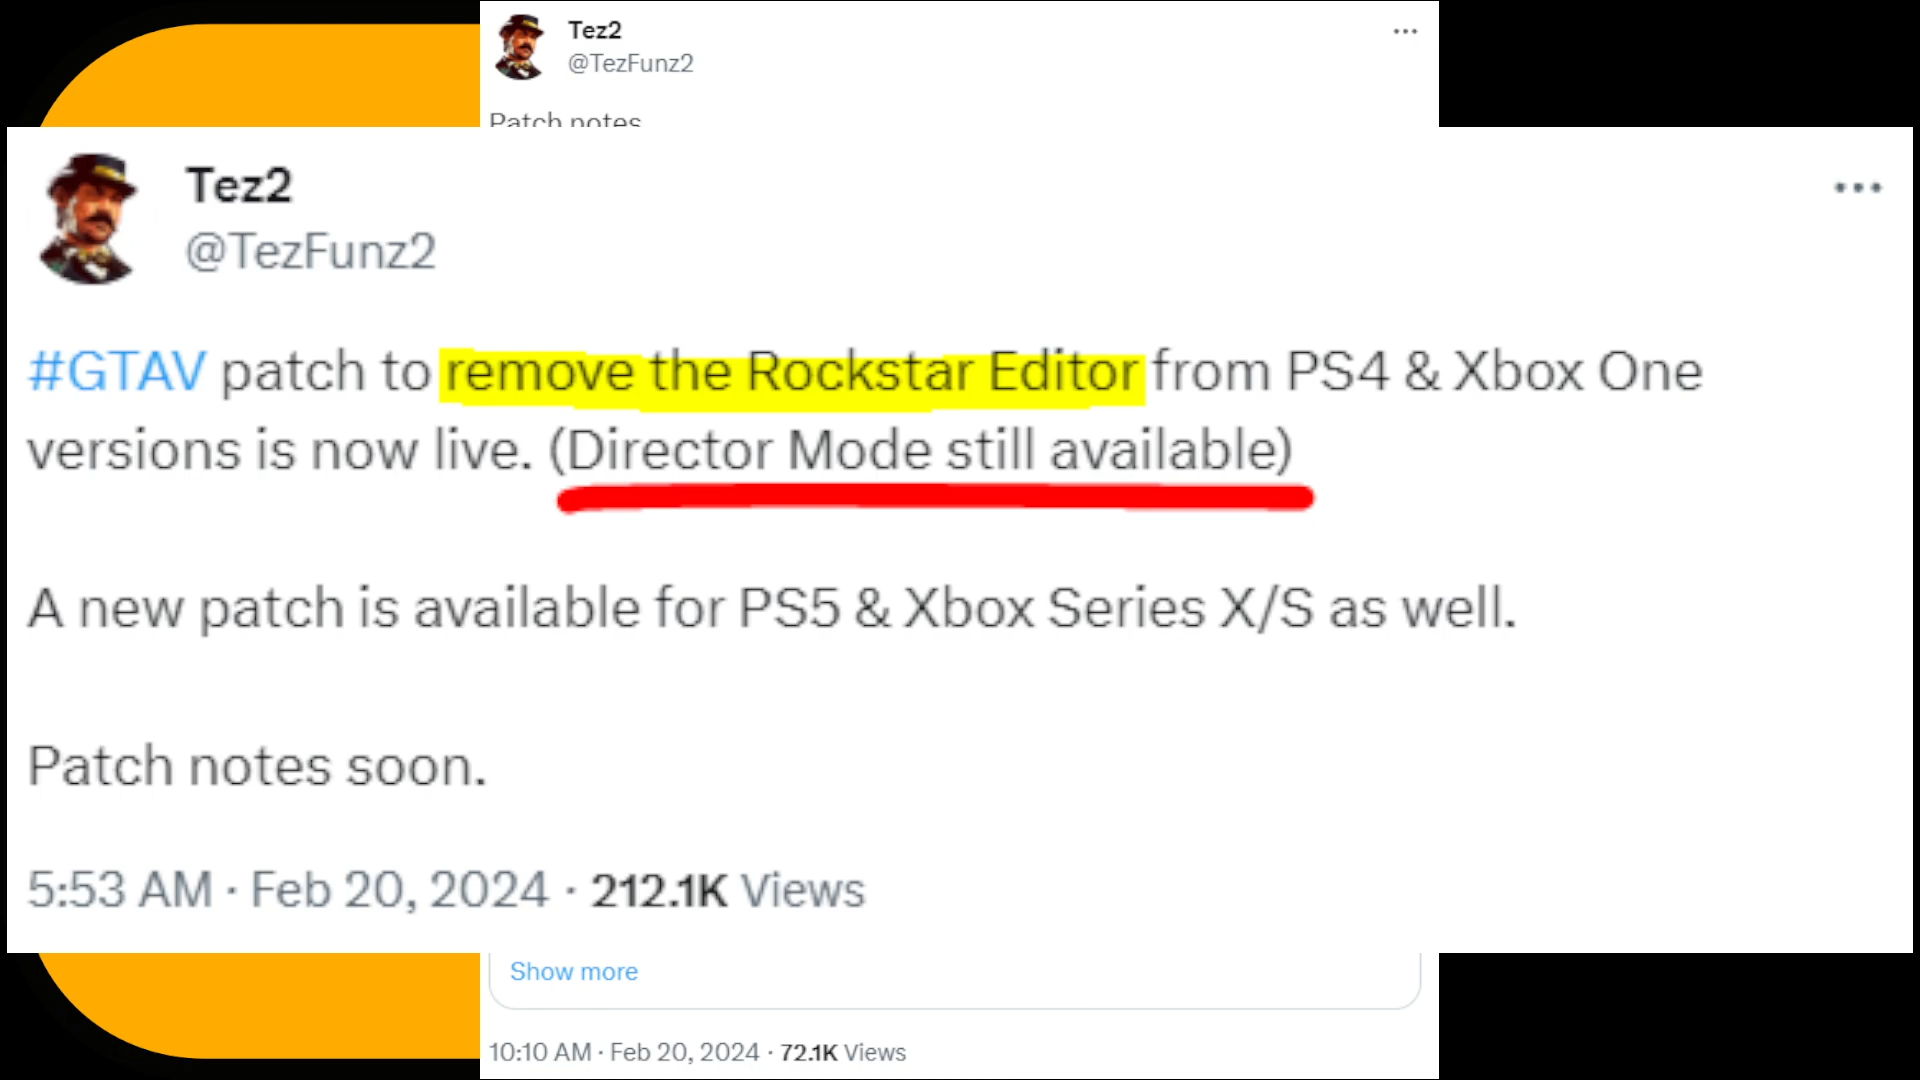 Tez2
@TezFunz2
Patch notes
Tez2
@TezFunz2
#GTAV patch to remove the Rockstar Editor from PS4 & Xbox One
versions is now live. (Director Mode still available)
A new patch is available for PS5 & Xbox Series X/S as well.
Patch notes soon.
5:53 AM · Feb 20, 2024 · 212.1K Views
Show more
10:10 AM · Feb 20, 2024 · 72.1K Views